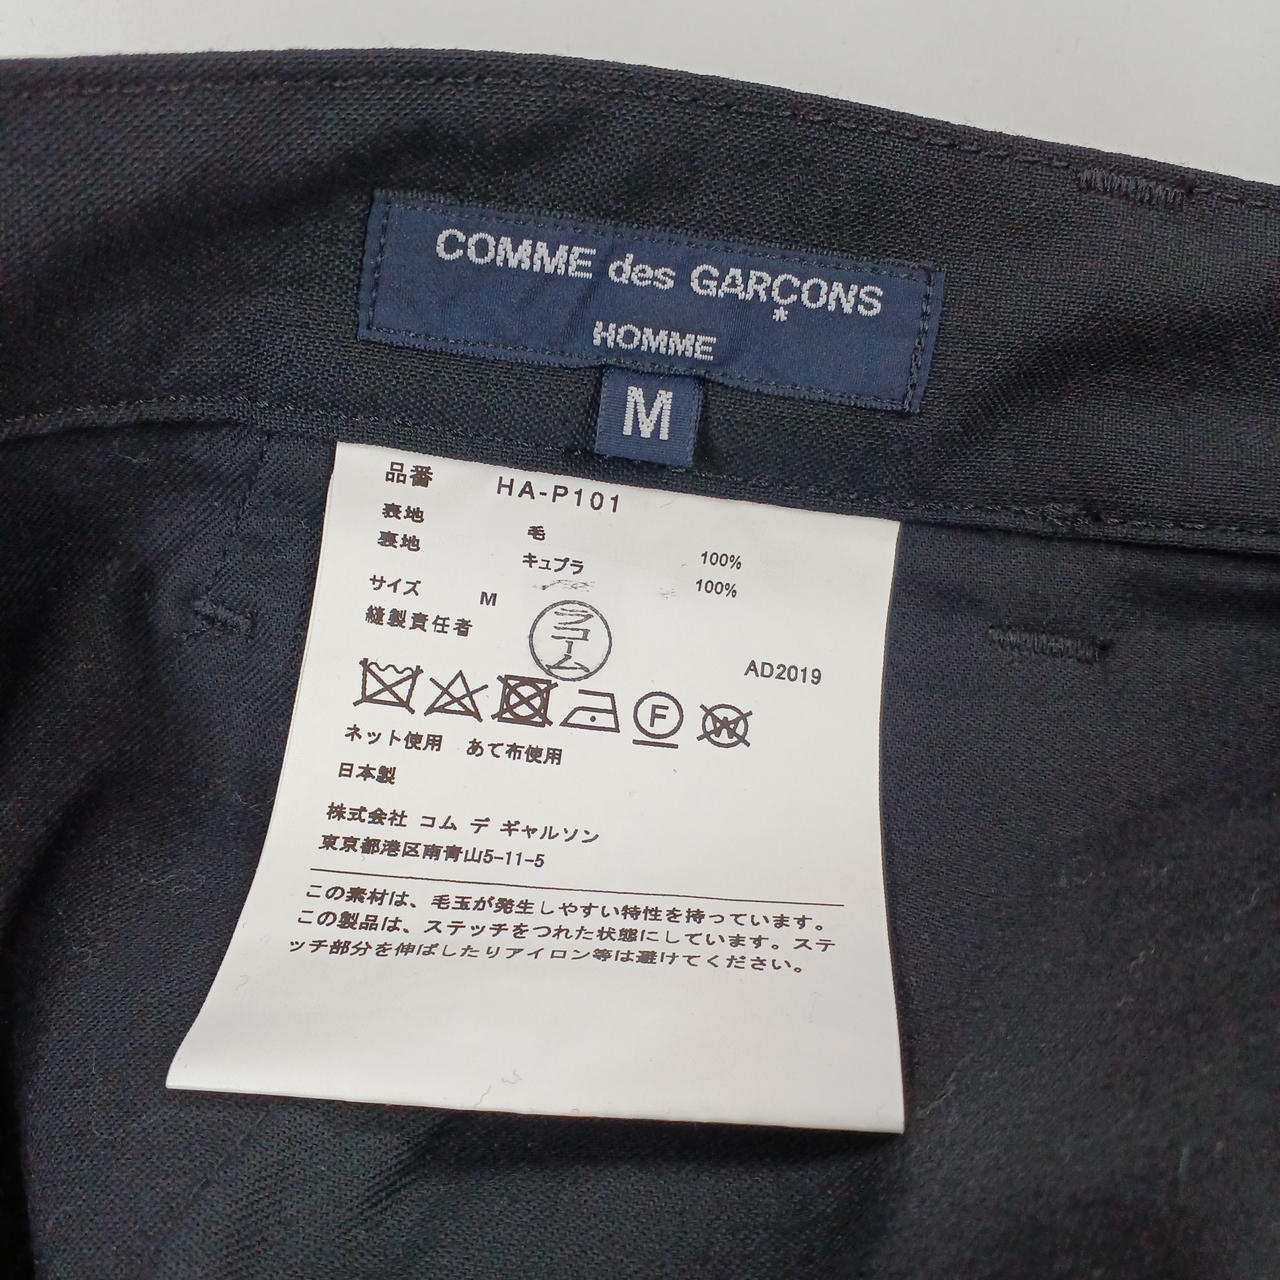 COMME des GARÇONS
*
HOMME
M
品番 HA-P101
表地 毛 100%
裏地 キュプラ 100%
サイズ M
縫製責任者 ラコーム
AD2019
F W
ネット使用 あて布使用
日本製
株式会社 コム デ ギャルソン
東京都港区南青山5-11-5
この素材は、毛玉が発生しやすい特性を持っています。
この製品は、ステッチをつれた状態にしています。ステ
ッチ部分を伸ばしたりアイロン等は避けてください。